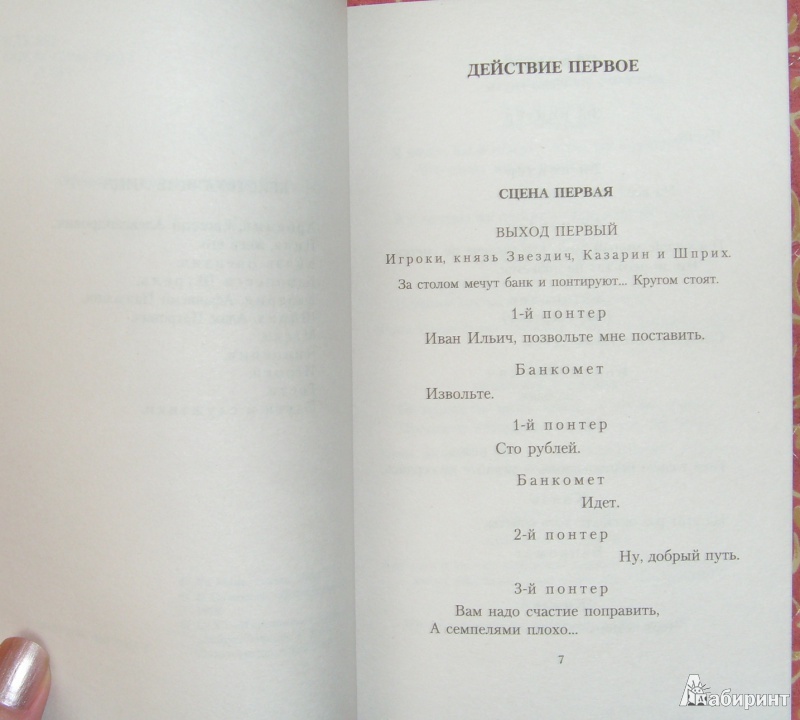 ДЕЙСТВИЕ ПЕРВОЕ
СЦЕНА ПЕРВАЯ
ВЫХОД ПЕРВЫЙ
Игроки, князь Звездич, Казарин и Шприх.
За столом мечут банк и понтируют... Кругом стоят.
1-й понтер
Иван Ильич, позвольте мне поставить.
Банкомет
Извольте.
1-й понтер
Сто рублей.
Банкомет
Идет.
2-й понтер
Ну, добрый путь.
3-й понтер
Вам надо счастие поправить,
А семпелями плохо...
7
Лабиринт